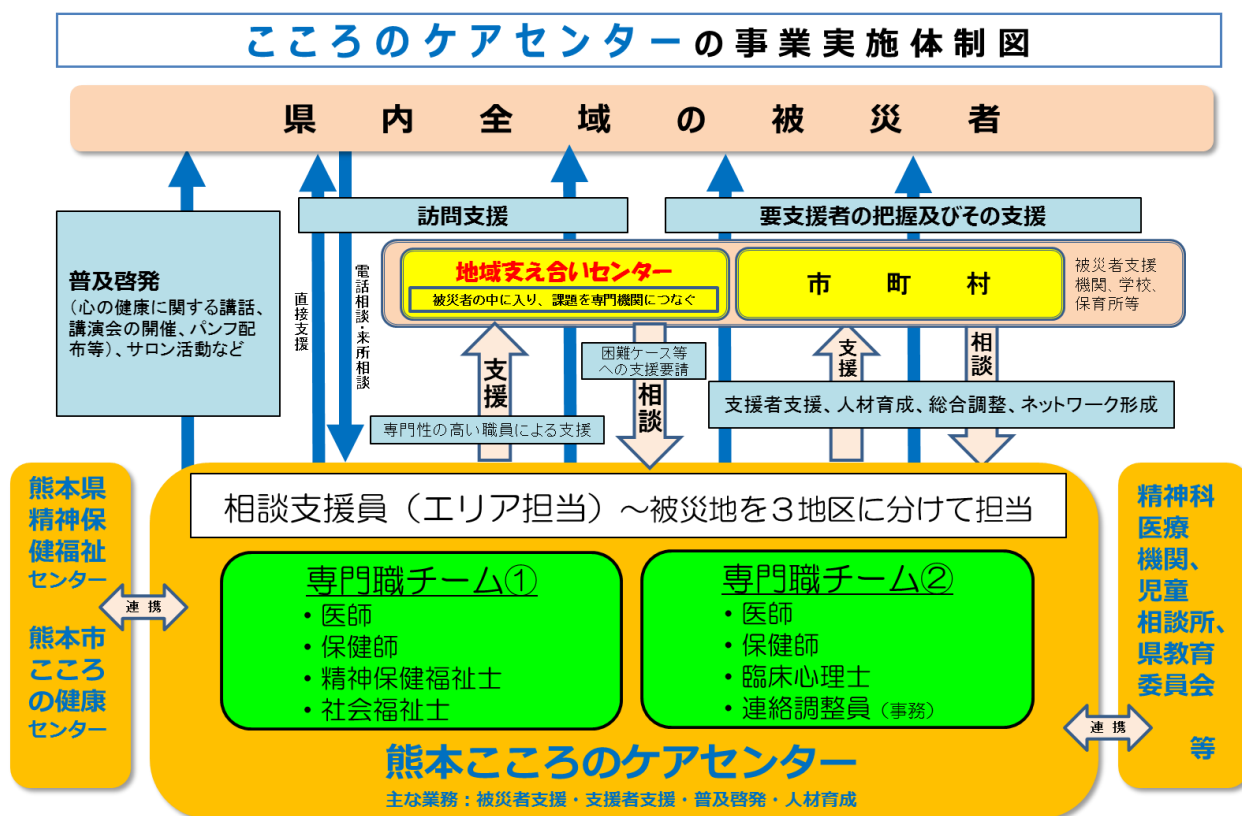 こころのケアセンターの事業実施体制図
県内全域の被災者
訪問支援
要支援者の把握及びその支援
普及啓発
(心の健康に関する講話、
講演会の開催、パンフ配
布等)、サロン活動など
直接支援
電話相談・来所相談
地域支え合いセンター
被災者の中に入り、課題を専門機関につなぐ
市町村
被災者支援
機関、学校、
保育所等
支援
困難ケース等
への支援要請
相談
支援
相談
専門性の高い職員による支援
支援者支援、人材育成、総合調整、ネットワーク形成
熊本県
精神保
健福祉
センター
熊本市
こころ
の健康
センター
連携
相談支援員(エリア担当)~被災地を3地区に分けて担当
専門職チーム①
・医師
・保健師
・精神保健福祉士
・社会福祉士
専門職チーム②
・医師
・保健師
・臨床心理士
・連絡調整員(事務)
熊本こころのケアセンター
主な業務:被災者支援・支援者支援・普及啓発・人材育成
精神科
医療
機関、
児童
相談所、
県教育
委員会
等
連携